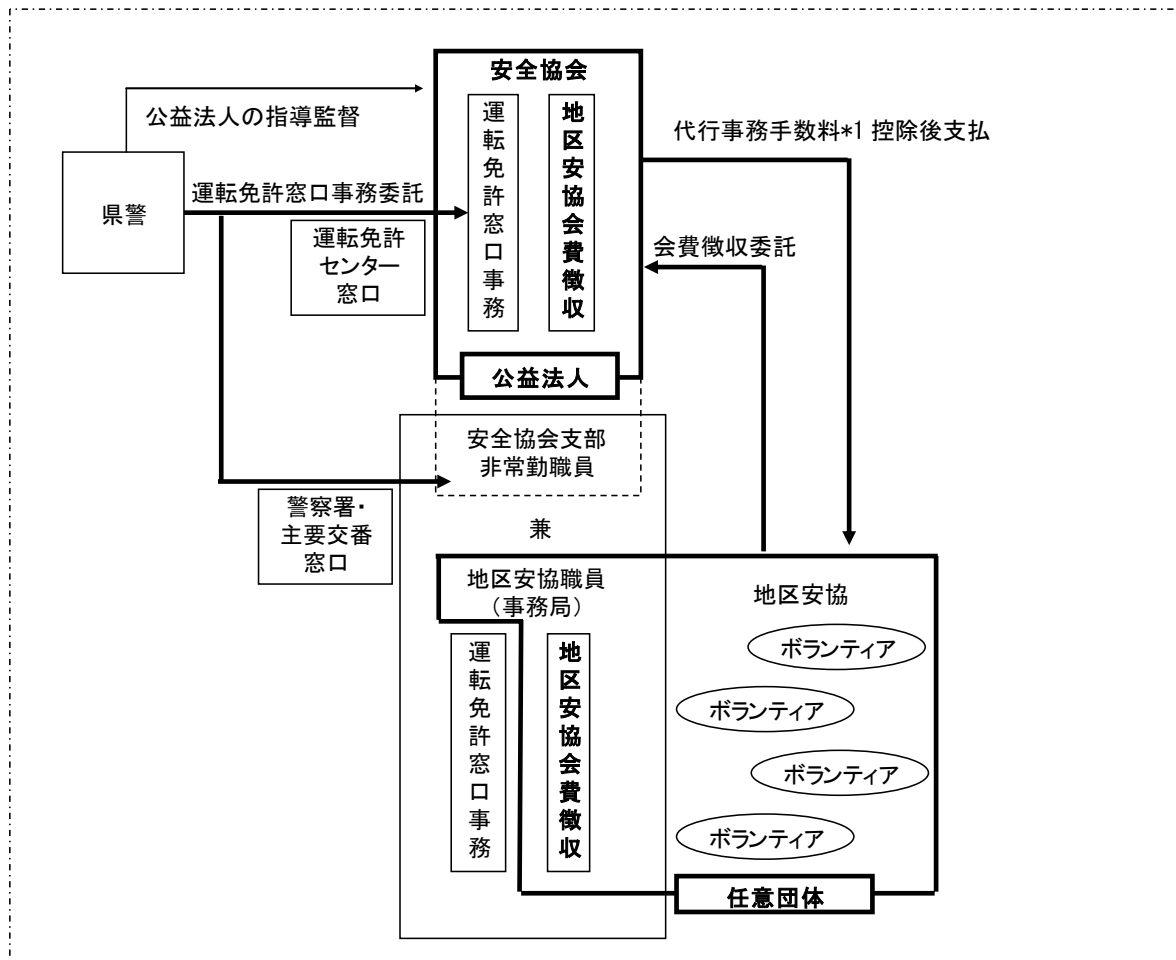 安全協会
運転免許窓口事務
地区安協会費徴収
公益法人の指導監督
代行事務手数料*1 控除後支払
県警
運転免許窓口事務委託
運転免許
センター
窓口
会費徴収委託
公益法人
安全協会支部
非常勤職員
警察署・
主要交番
窓口
兼
地区安協職員
(事務局)
地区安協
運転免許窓口事務
地区安協会費徴収
ボランティア
ボランティア
ボランティア
ボランティア
任意団体